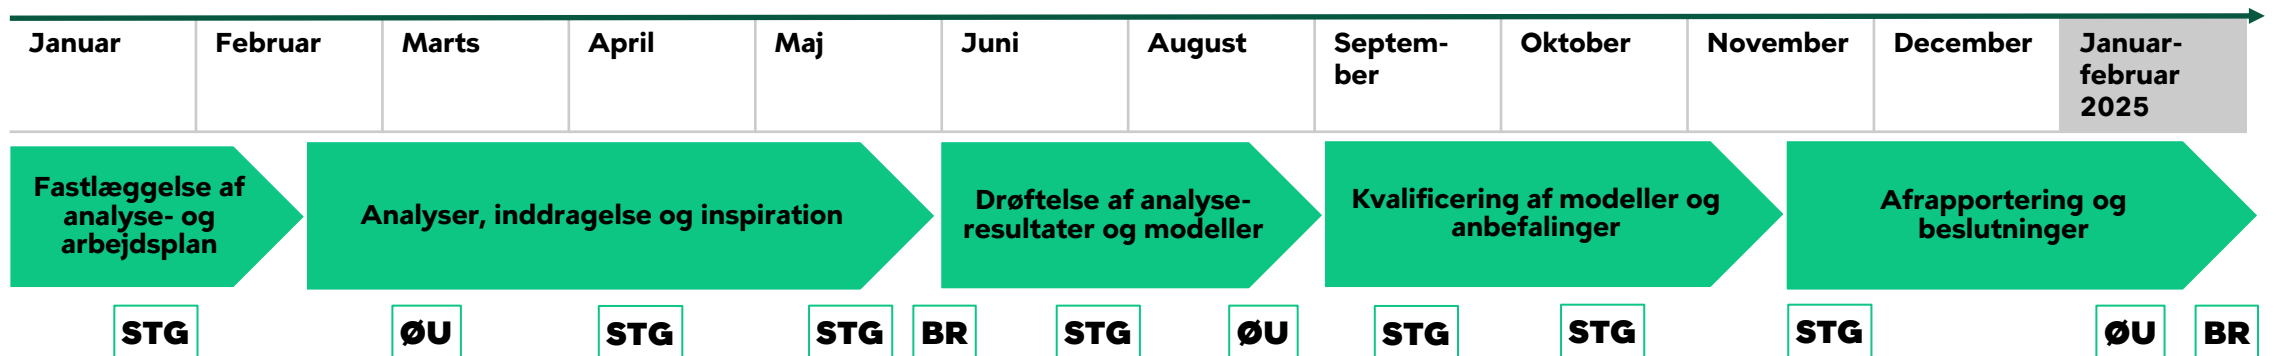 Januar
Februar
Marts
April
Maj
Juni
August
Septem-
ber
Oktober
November
December
Januar-
februar
2025
Fastlæggelse af
analyse- og
arbejdsplan
Analyser, inddragelse og inspiration
Drøftelse af analyse-
resultater og modeller
Kvalificering af modeller og
anbefalinger
Afrapportering og
beslutninger
STG
ØU
STG
STG
BR
STG
ØU
STG
STG
STG
ØU
BR